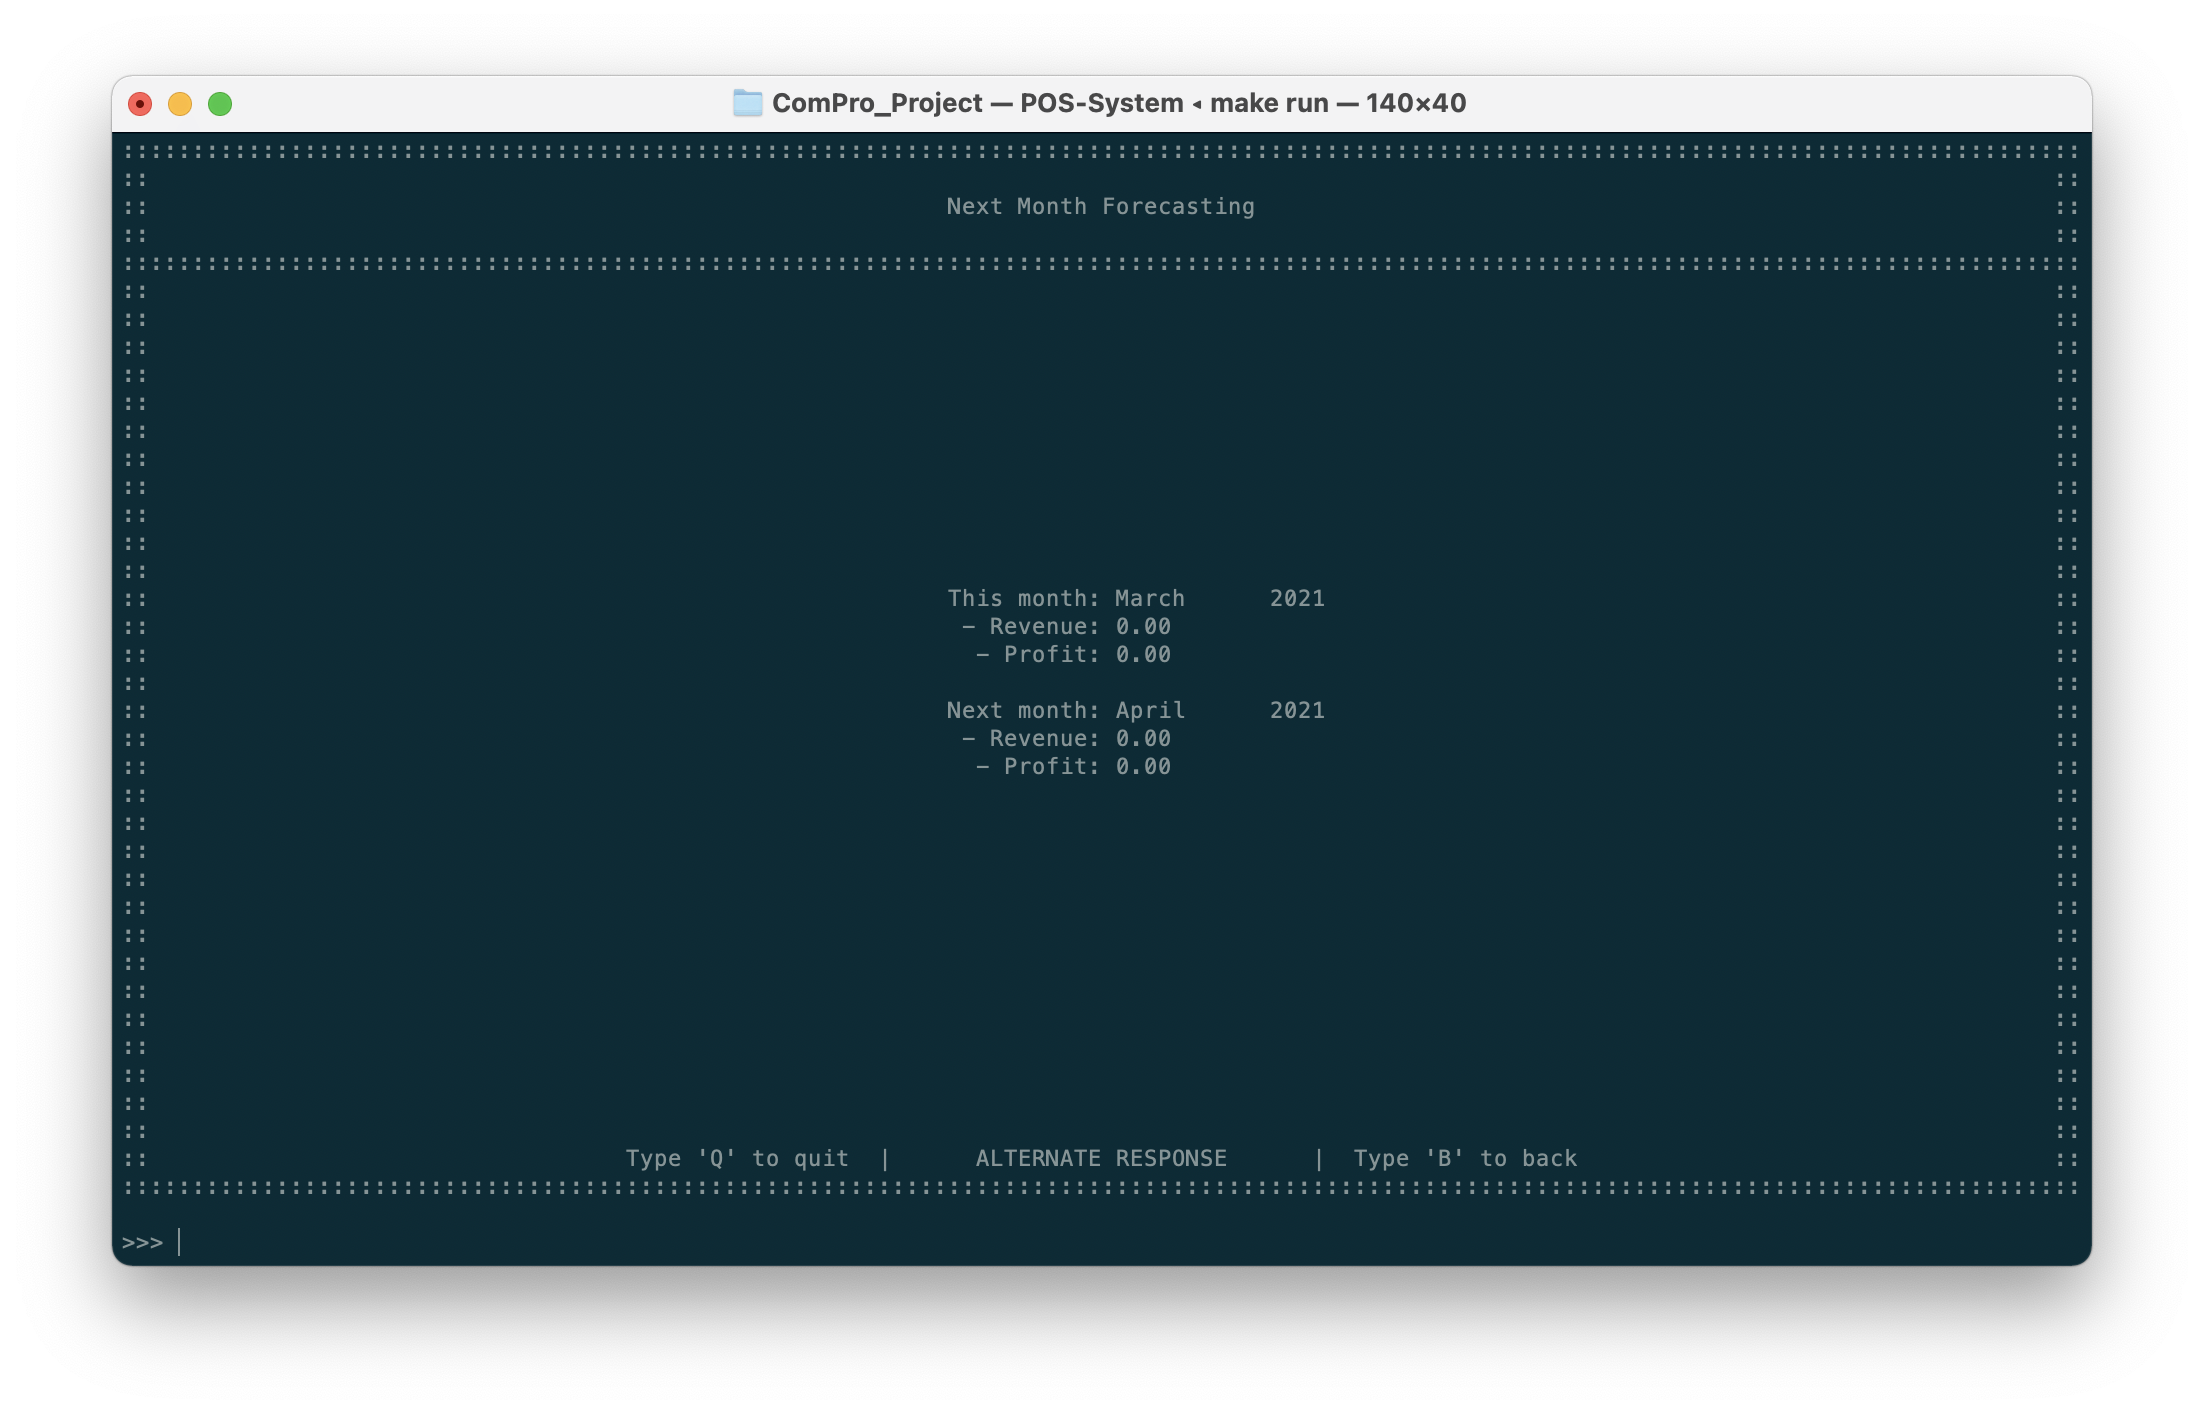 ComPro_Project — POS-System ◂ make run — 140×40
::::::::::::::::::::::::::::::::::::::::::::::::::::::::::::::::::::::::::::::::::::::::::::::::::::::::::::::::::::::::::::::::::::::::::::
Next Month Forecasting
::::::::::::::::::::::::::::::::::::::::::::::::::::::::::::::::::::::::::::::::::::::::::::::::::::::::::::::::::::::::::::::::::::::::::::
This month: March 2021
- Revenue: 0.00
- Profit: 0.00
Next month: April 2021
- Revenue: 0.00
- Profit: 0.00
Type 'Q' to quit | ALTERNATE RESPONSE | Type 'B' to back
::::::::::::::::::::::::::::::::::::::::::::::::::::::::::::::::::::::::::::::::::::::::::::::::::::::::::::::::::::::::::::::::::::::::::::
>>>